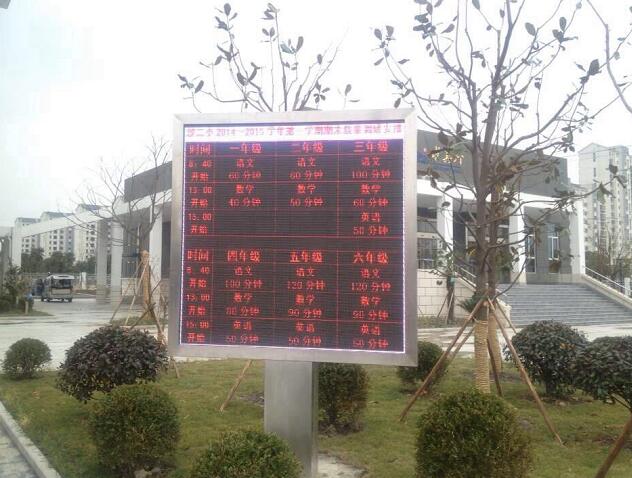 2014—2015学年第一学期期末质量测试安排
时间 一年级 二年级 三年级
8:40 语文 语文 语文
开始 60分钟 60分钟 100分钟
13:00 数学 数学 数学
开始 40分钟 50分钟 60分钟
15:00 英语
开始 50分钟
时间 四年级 五年级 六年级
8:40 语文 语文 语文
开始 100分钟 120分钟 120分钟
13:00 数学 数学 数学
开始 80分钟 90分钟 90分钟
15:00 英语 英语 英语
开始 50分钟 50分钟 50分钟